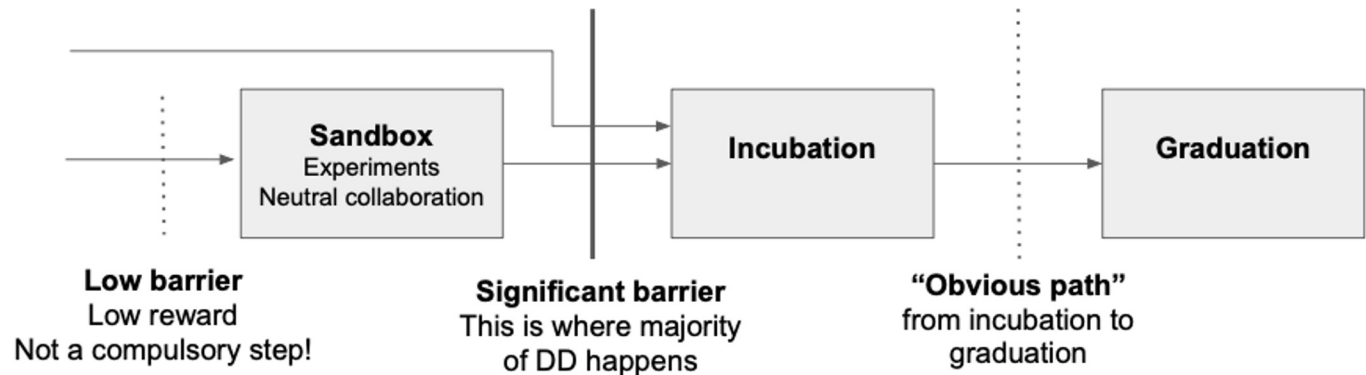 Sandbox
Experiments
Neutral collaboration
Incubation
Graduation
Low barrier
Low reward
Not a compulsory step!
Significant barrier
This is where majority
of DD happens
“Obvious path”
from incubation to
graduation